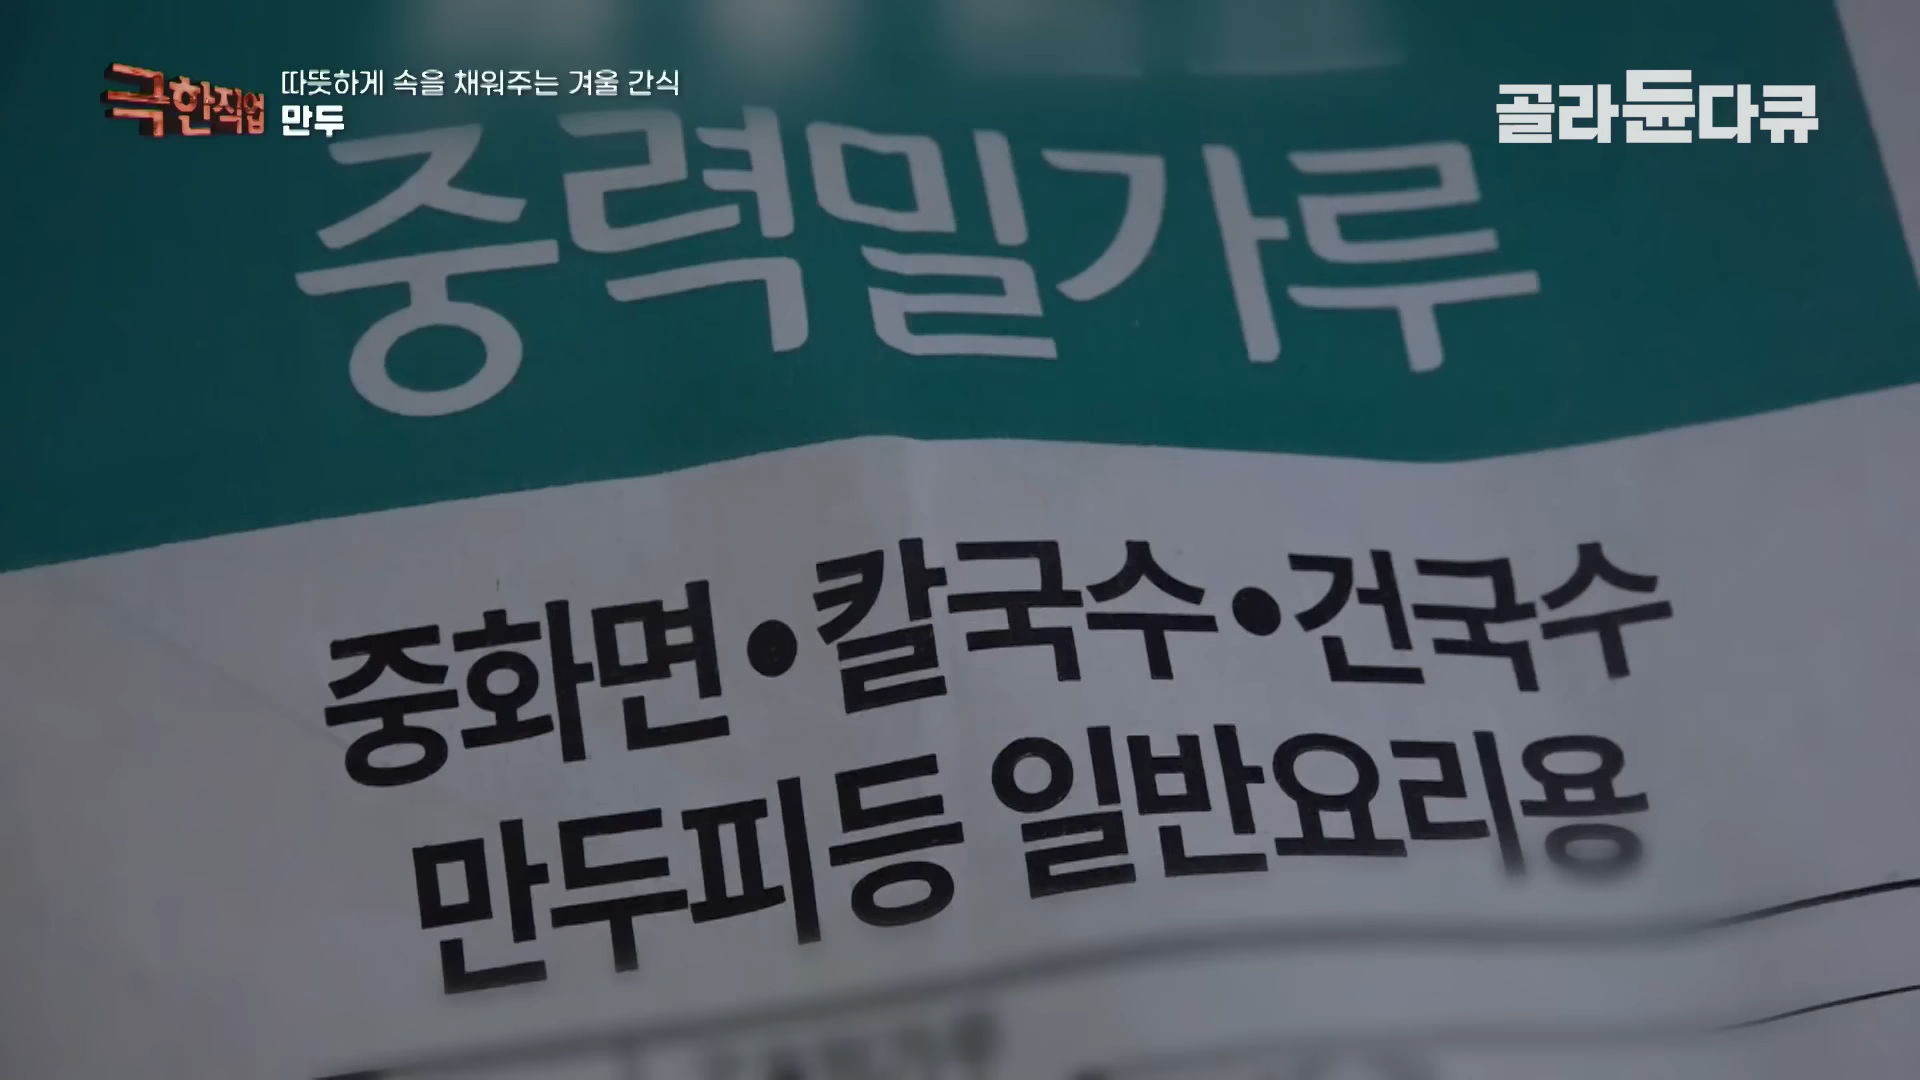 극한직업
따뜻하게 속을 채워주는 겨울 간식
만두
골라듄다큐
중력밀가루
중화면•칼국수•건국수
만두피등 일반요리용